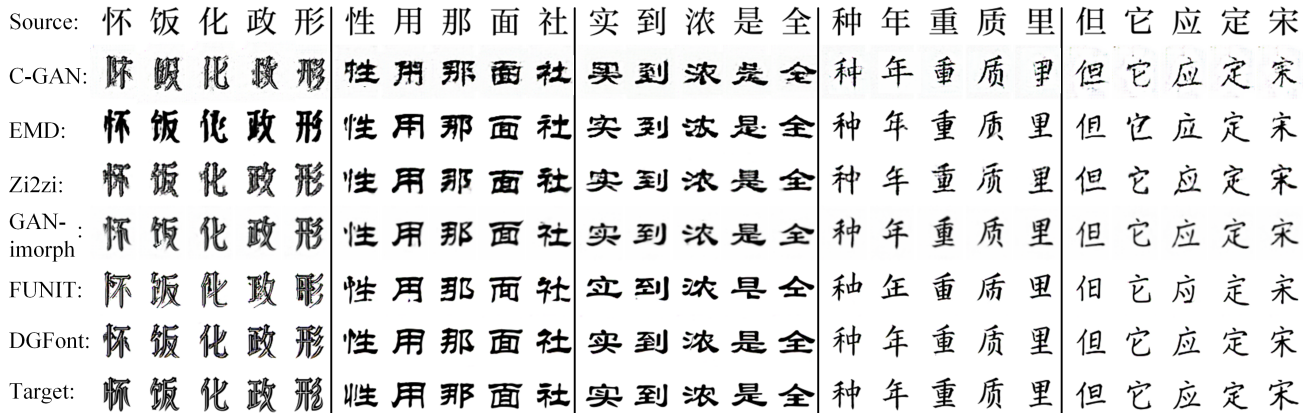 Source: 怀 饭 化 政 形 性 用 那 面 社 实 到 浓 是 全 种 年 重 质 里 但 它 应 定 宋
C-GAN: 化 政 形 性 用 那 面 社 到 浓 是 全 种 年 重 质 里 但 它 应 定 宋
EMD: 怀 饭 化 政 形 性 用 那 面 社 实 到 浓 是 全 种 年 重 质 里 但 它 应 定 宋
Zi2zi: 怀 饭 化 政 形 性 用 那 面 社 实 到 浓 是 全 种 年 重 质 里 但 它 应 定 宋
GAN-imorph: 怀 饭 化 政 形 性 用 那 面 社 实 到 浓 是 全 种 年 重 质 里 但 它 应 定 宋
FUNIT: 饭 化 政 性 用 那 而 社 到 浓 重 里 它 应 定 宋
DGFont: 怀 饭 化 政 形 性 用 那 面 社 实 到 浓 是 全 种 年 重 质 里 但 它 应 定 宋
Target: 怀 饭 化 政 形 性 用 那 面 社 实 到 浓 是 全 种 年 重 质 里 但 它 应 定 宋